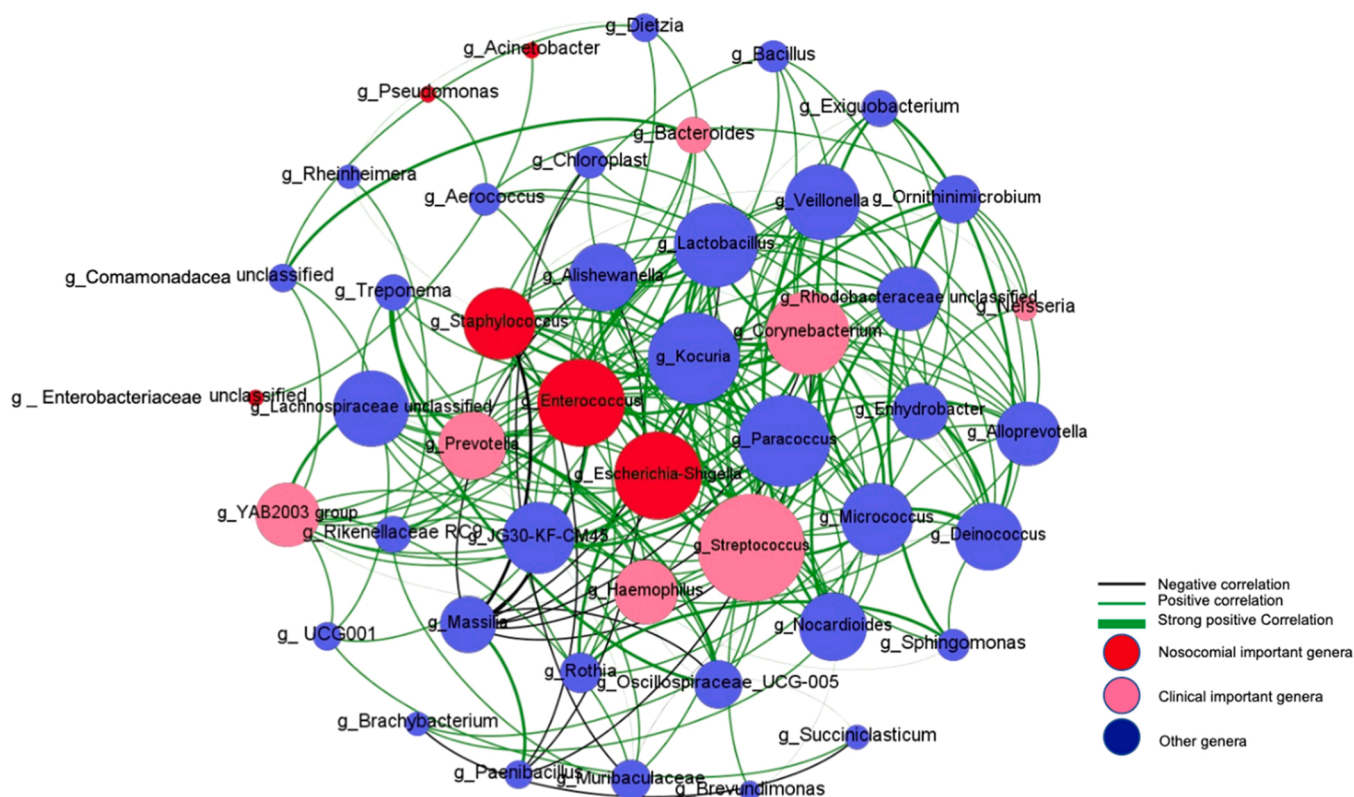 g_Dietzia
g_Acinetobacter
g_Bacillus
g_Pseudomonas
g_Exiguobacterium
g_Bacteroides
g_Chloroplast
g_Rheinheimera
g_Aerococcus
g_Veillonella
g_Ornithinimicrobium
g_Lactobacillus
g_Comamonadacea unclassified
g_Alishewanella
g_Treponema
g_Rhodobacteraceae unclassified
g_Neisseria
g_Staphylococcus
g_Corynebacterium
g_Kocuria
g _ Enterobacteriaceae unclassified
g_Lachnospiraceae unclassified
g_Enterococcus
g_Enhydrobacter
g_Alloprevotella
g_Prevotella
g_Paracoccus
g_Escherichia-Shigella
g_YAB2003 group
g_Rikenellaceae RC9
g_JG30-KF-CM45
g_Streptococcus
g_Micrococcus
g_Deinococcus
g_Haemophilus
g_ UCG001
g_Massilia
g_Nocardioides
g_Sphingomonas
g_Rothia
g_Oscillospiraceae_UCG-005
g_Brachybacterium
g_Succiniclasticum
g_Paenibacillus
g_Muribaculaceae
g_Brevundimonas
Negative correlation
Positive correlation
Strong positive Correlation
Nosocomial important genera
Clinical important genera
Other genera